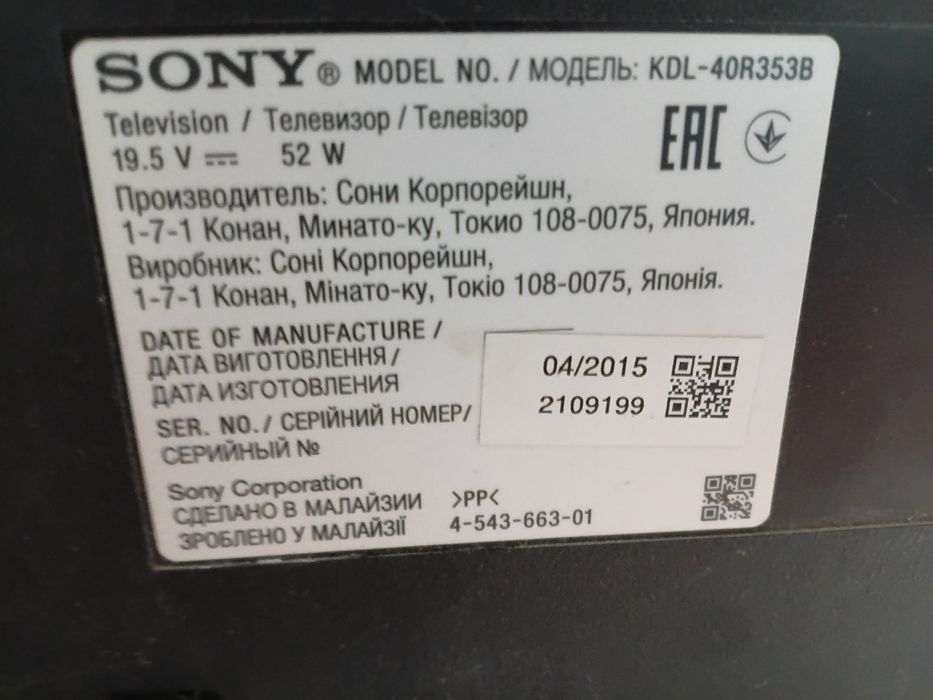 SONY® MODEL NO. / МОДЕЛЬ: KDL-40R353B
Television / Телевизор / Телевізор
19.5 V 52 W
EAC
Производитель: Сони Корпорейшн,
1-7-1 Конан, Минато-ку, Токио 108-0075, Япония.
Виробник: Соні Корпорейшн,
1-7-1 Конан, Мінато-ку, Токіо 108-0075, Японія.
DATE OF MANUFACTURE /
ДАТА ВИГОТОВЛЕННЯ /
ДАТА ИЗГОТОВЛЕНИЯ
04/2015
SER. NO. / СЕРІЙНИЙ НОМЕР/
СЕРИЙНЫЙ №
2109199
Sony Corporation
СДЕЛАНО В МАЛАЙЗИИ
ЗРОБЛЕНО У МАЛАЙЗІЇ
>PP<
4-543-663-01